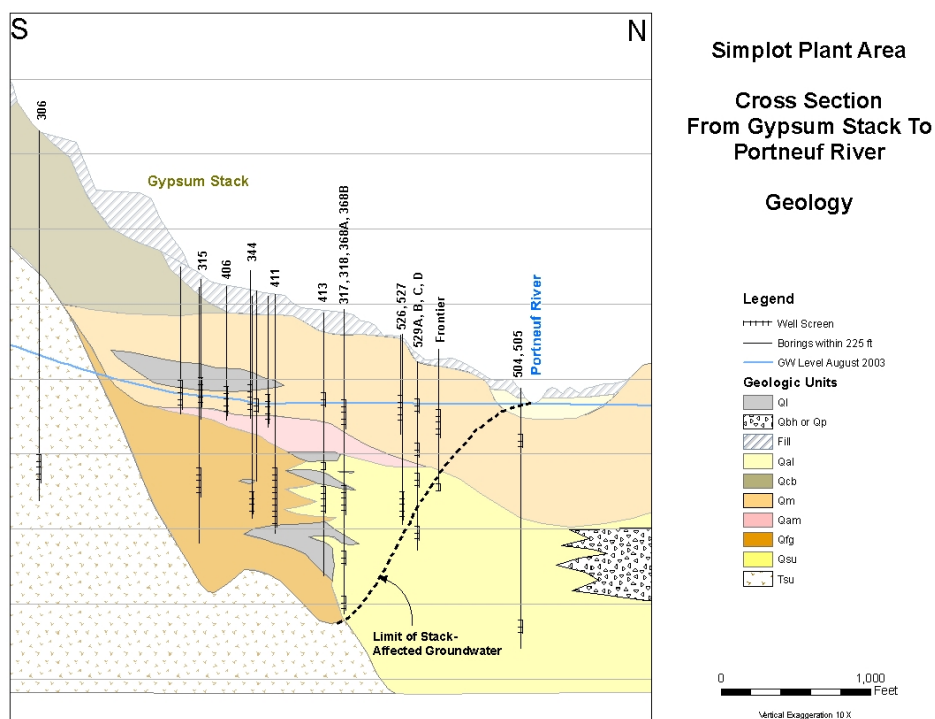 S
N
Simplot Plant Area
Cross Section
From Gypsum Stack To
Portneuf River
Geology
306
Gypsum Stack
315
406
344
411
413
317, 318, 368A, 368B
526, 527
529A, B, C, D
Frontier
504, 505
Portneuf River
Limit of Stack-
Affected Groundwater
Legend
Well Screen
Borings within 225 ft
GW Level August 2003
Geologic Units
Ql
Qbh or Qp
Fill
Qal
Qcb
Qm
Qam
Qfg
Qsu
Tsu
0 1,000
Feet
Vertical Exaggeration 10 X